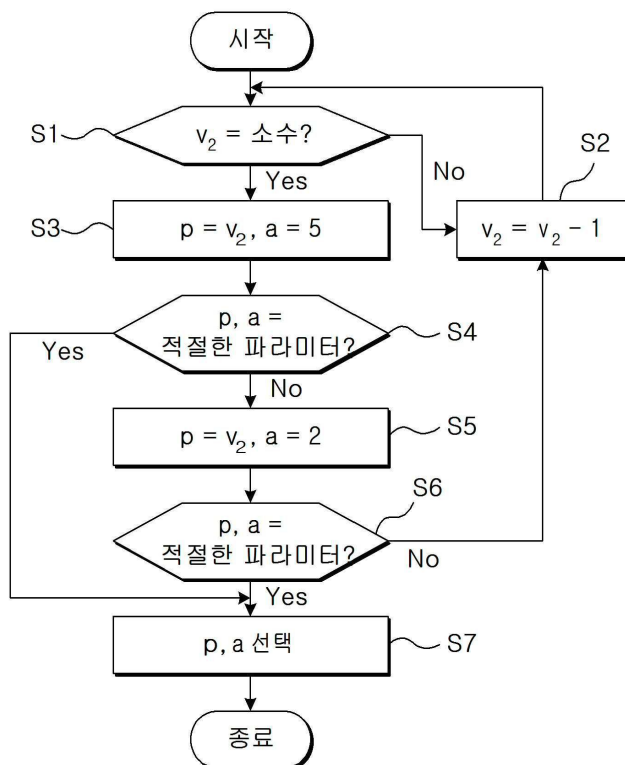 시작
S1
v₂ = 소수?
S2
No
Yes
S3
p = v₂, a = 5
v₂ = v₂ - 1
p, a =
적절한 파라미터?
S4
Yes
No
p = v₂, a = 2
S5
S6
p, a =
적절한 파라미터?
No
Yes
p, a 선택
S7
종료